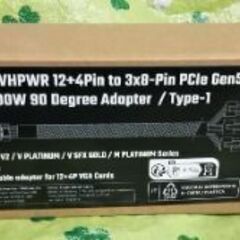 VHPWR 12+4Pin to 3x8-Pin PCIe Gen5
00W 90 Degree Adapter / Type-1
V2 / V PLATINUM / V SFX GOLD / M PLATINUM Series
able adapter for 12+4P VGA Cards